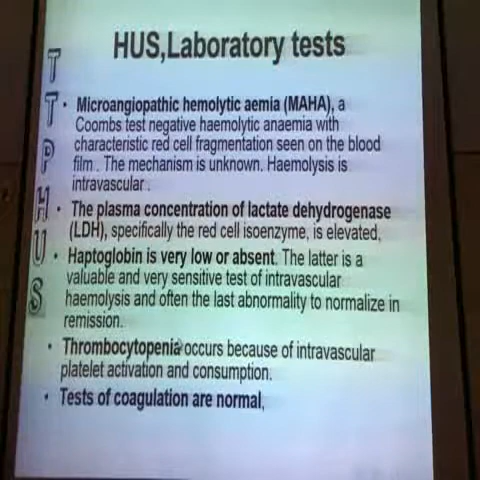 HUS,Laboratory tests
T
T
P
H
U
S
• Microangiopathic hemolytic aemia (MAHA), a
Coombs test negative haemolytic anaemia with
characteristic red cell fragmentation seen on the blood
film . The mechanism is unknown. Haemolysis is
intravascular .
• The plasma concentration of lactate dehydrogenase
(LDH), specifically the red cell isoenzyme, is elevated,
• Haptoglobin is very low or absent. The latter is a
valuable and very sensitive test of intravascular
haemolysis and often the last abnormality to normalize in
remission.
• Thrombocytopenia occurs because of intravascular
platelet activation and consumption.
• Tests of coagulation are normal,